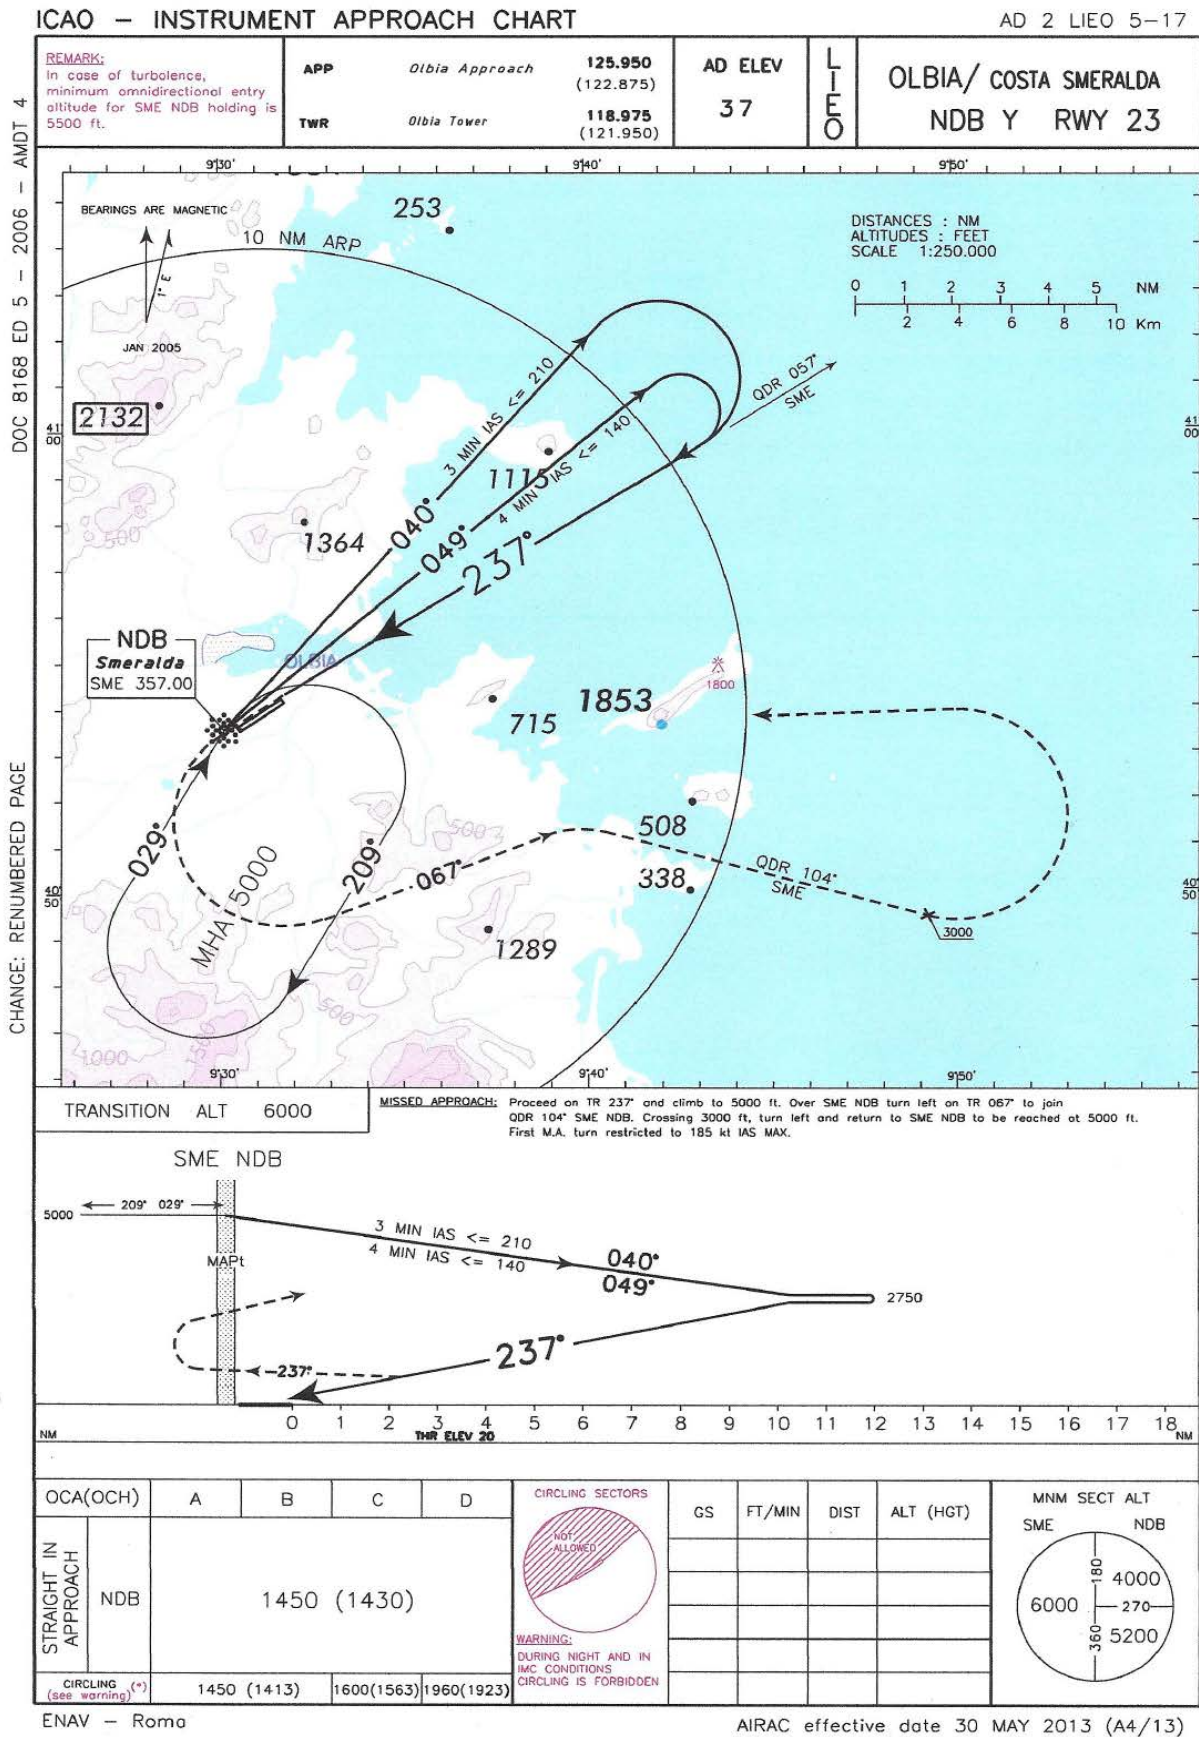 ICAO – INSTRUMENT APPROACH CHART
AD 2 LIEO 5-17
REMARK:
In case of turbolence,
minimum omnidirectional entry
altitude for SME NDB holding is
5500 ft.
APP Olbia Approach 125.950
(122.875)
TWR Olbia Tower 118.975
(121.950)
AD ELEV
37
LIEO
OLBIA/ COSTA SMERALDA
NDB Y RWY 23
DOC 8168 ED 5 - 2006 - AMDT 4
CHANGE: RENUMBERED PAGE
9°30' 9°40' 9°50'
BEARINGS ARE MAGNETIC
1° E
JAN 2005
10 NM ARP
253
DISTANCES : NM
ALTITUDES : FEET
SCALE 1:250.000
0 1 2 3 4 5 NM
2 4 6 8 10 Km
2132
41°
00'
41°
00'
3 MIN IAS <= 210
4 MIN IAS <= 140
QDR 057°
SME
1115
500
1364
040°
049°
237°
NDB
Smeralda
SME 357.00
OLBIA
1853
1800
715
508
500
029°
209°
MHA 5000
067°
338
QDR 104°
SME
40°
50'
40°
50'
3000
1289
500
1000
1500
9°30' 9°40' 9°50'
TRANSITION ALT 6000
MISSED APPROACH: Proceed on TR 237° and climb to 5000 ft. Over SME NDB turn left on TR 067° to join
QDR 104° SME NDB. Crossing 3000 ft, turn left and return to SME NDB to be reached at 5000 ft.
First M.A. turn restricted to 185 kt IAS MAX.
SME NDB
5000
209° 029°
3 MIN IAS <= 210
4 MIN IAS <= 140
040°
049°
MAPt
2750
237°
237°
0 1 2 3 4 5 6 7 8 9 10 11 12 13 14 15 16 17 18
NM THR ELEV 20 NM
OCA(OCH) A B C D
STRAIGHT IN
APPROACH
NDB
1450 (1430)
CIRCLING
(see warning) (*)
1450 (1413) 1600(1563) 1960(1923)
CIRCLING SECTORS
NOT
ALLOWED
WARNING:
DURING NIGHT AND IN
IMC CONDITIONS
CIRCLING IS FORBIDDEN
GS FT/MIN DIST ALT (HGT)
MNM SECT ALT
SME NDB
180
4000
6000
270
360
5200
ENAV – Roma
AIRAC effective date 30 MAY 2013 (A4/13)